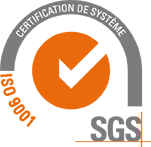 CERTIFICATION DE SYSTÈME
ISO 9001
SGS